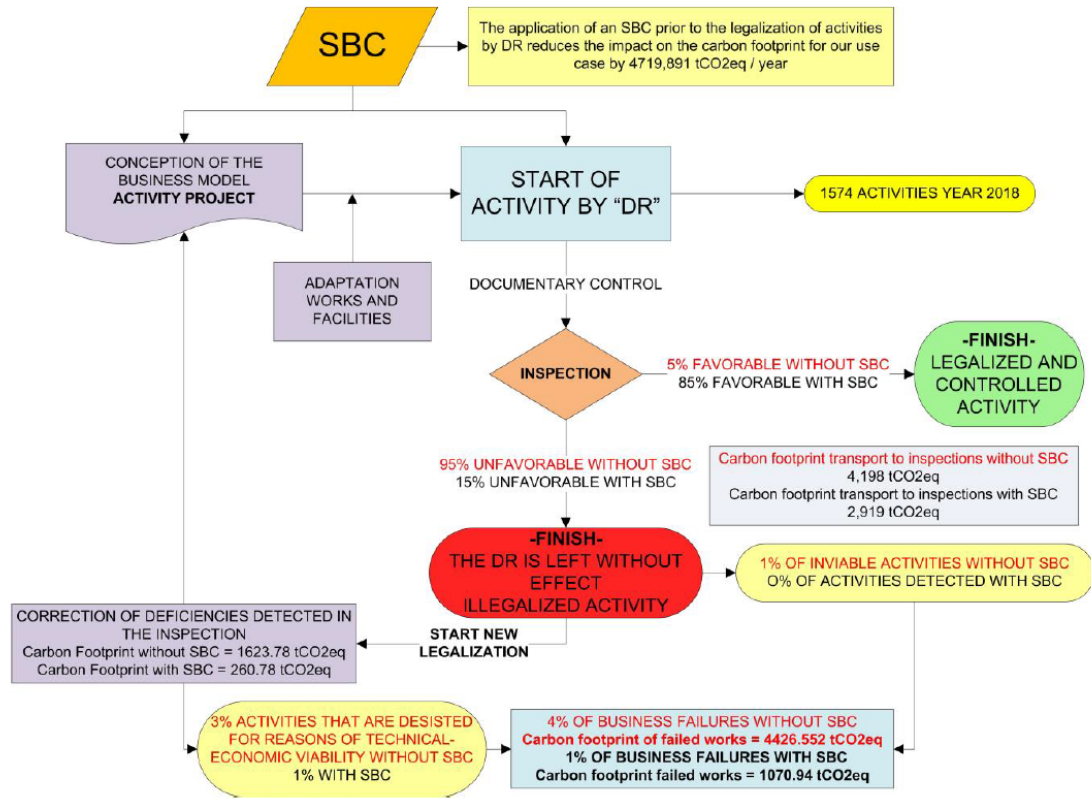 SBC
The application of an SBC prior to the legalization of activities
by DR reduces the impact on the carbon footprint for our use
case by 4719,891 tCO2eq / year
CONCEPTION OF THE
BUSINESS MODEL
ACTIVITY PROJECT
START OF
ACTIVITY BY “DR”
1574 ACTIVITIES YEAR 2018
ADAPTATION
WORKS AND
FACILITIES
DOCUMENTARY CONTROL
INSPECTION
5% FAVORABLE WITHOUT SBC
85% FAVORABLE WITH SBC
-FINISH-
LEGALIZED AND
CONTROLLED
ACTIVITY
95% UNFAVORABLE WITHOUT SBC
15% UNFAVORABLE WITH SBC
Carbon footprint transport to inspections without SBC
4,198 tCO2eq
Carbon footprint transport to inspections with SBC
2,919 tCO2eq
-FINISH-
THE DR IS LEFT WITHOUT
EFFECT
ILLEGALIZED ACTIVITY
1% OF INVIABLE ACTIVITIES WITHOUT SBC
O% OF ACTIVITIES DETECTED WITH SBC
CORRECTION OF DEFICIENCIES DETECTED IN
THE INSPECTION
Carbon Footprint without SBC = 1623.78 tCO2eq
Carbon Footprint with SBC = 260.78 tCO2eq
START NEW
LEGALIZATION
3% ACTIVITIES THAT ARE DESISTED
FOR REASONS OF TECHNICAL-
ECONOMIC VIABILITY WITHOUT SBC
1% WITH SBC
4% OF BUSINESS FAILURES WITHOUT SBC
Carbon footprint of failed works = 4426.552 tCO2eq
1% OF BUSINESS FAILURES WITH SBC
Carbon footprint failed works = 1070.94 tCO2eq